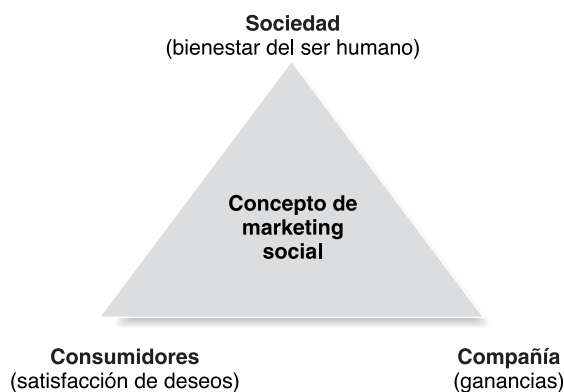 Sociedad
(bienestar del ser humano)
Concepto de
marketing
social
Consumidores
(satisfacción de deseos)
Compañía
(ganancias)